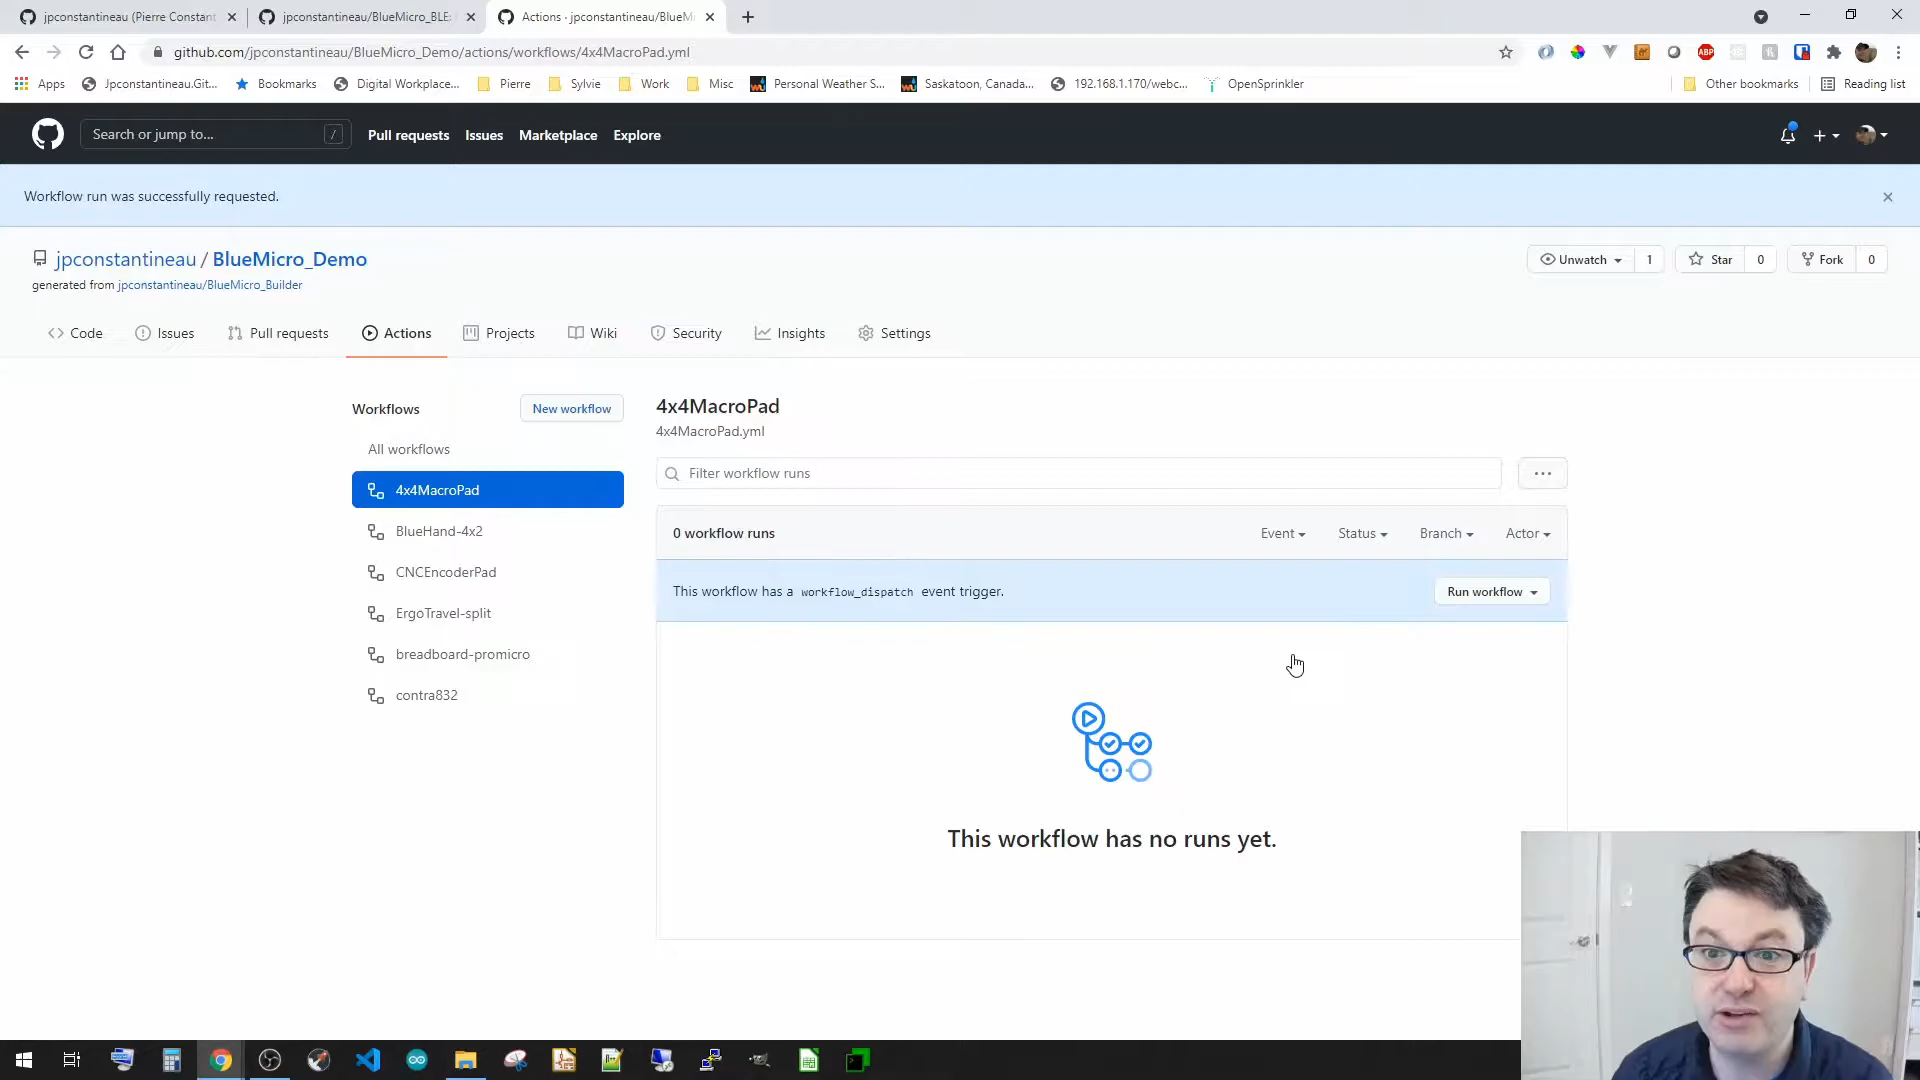 jpconstantineau (Pierre Constant
jpconstantineau/BlueMicro_BLE:
Actions · jpconstantineau/BlueM
github.com/jpconstantineau/BlueMicro_Demo/actions/workflows/4x4MacroPad.yml
Apps
Jpconstantineau.Git...
Bookmarks
Digital Workplace...
Pierre
Sylvie
Work
Misc
Personal Weather S...
Saskatoon, Canada...
192.168.1.170/webc...
OpenSprinkler
Other bookmarks
Reading list
Search or jump to...
/
Pull requests
Issues
Marketplace
Explore
Workflow run was successfully requested.
jpconstantineau / BlueMicro_Demo
generated from jpconstantineau/BlueMicro_Builder
Unwatch
1
Star
0
Fork
0
Code
Issues
Pull requests
Actions
Projects
Wiki
Security
Insights
Settings
Workflows
New workflow
All workflows
4x4MacroPad
BlueHand-4x2
CNCEncoderPad
ErgoTravel-split
breadboard-promicro
contra832
4x4MacroPad
4x4MacroPad.yml
Filter workflow runs
0 workflow runs
Event
Status
Branch
Actor
This workflow has a workflow_dispatch event trigger.
Run workflow
This workflow has no runs yet.
ABP